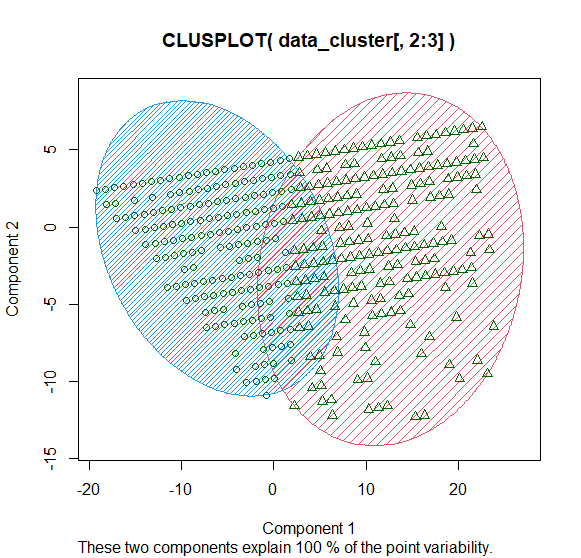 CLUSPLOT( data_cluster[, 2:3] )
5
0
-5
-10
-15
Component 2
-20
-10
0
10
20
Component 1
These two components explain 100 % of the point variability.